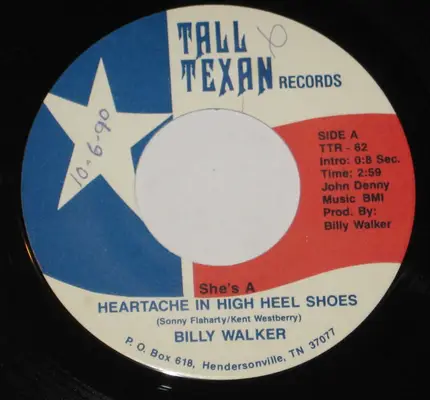 TALL
TEXAN RECORDS
10-6-90
SIDE A
TTR - 62
Intro: 0:8 Sec.
Time; 2:59
John Denny
Music BMI
Prod. By:
Billy Walker
She's A
HEARTACHE IN HIGH HEEL SHOES
(Sonny Flaharty/Kent Westberry)
BILLY WALKER
P. O. Box 618, Hendersonville, TN 37077